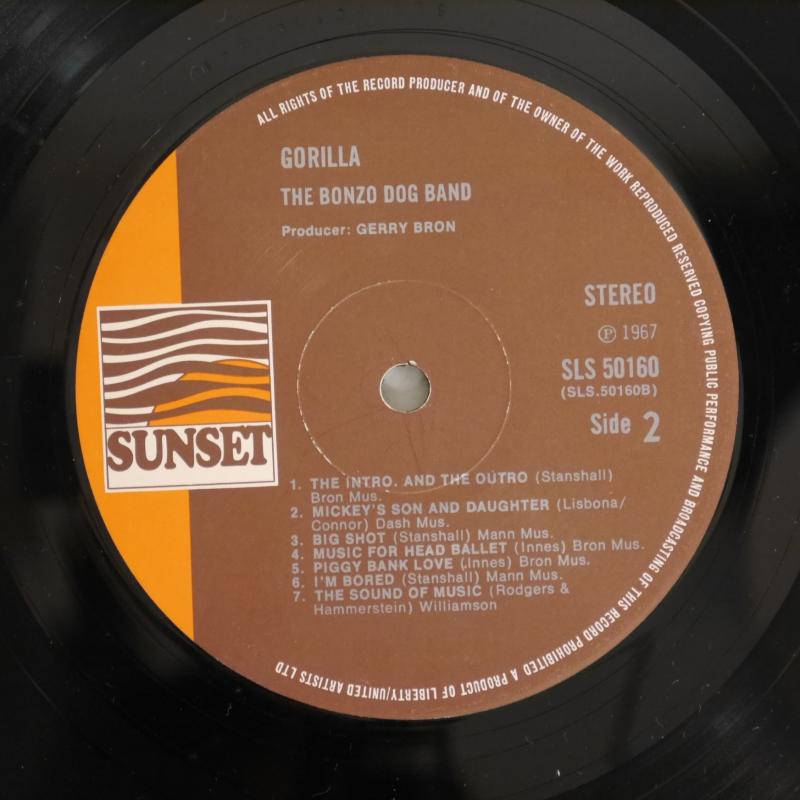 ALL RIGHTS OF THE RECORD PRODUCER AND OF THE OWNER OF THE WORK REPRODUCED RESERVED COPYING PUBLIC PERFORMANCE AND BROADCASTING OF THIS RECORD PROHIBITED A PRODUCT OF LIBERTY/UNITED ARTISTS LTD
GORILLA
THE BONZO DOG BAND
Producer: GERRY BRON
STEREO
℗ 1967
SLS 50160
(SLS.50160B)
Side 2
SUNSET
1. THE INTRO. AND THE OUTRO (Stanshall)
Bron Mus.
2. MICKEY'S SON AND DAUGHTER (Lisbona/
Connor) Dash Mus.
3. BIG SHOT (Stanshall) Mann Mus.
4. MUSIC FOR HEAD BALLET (Innes) Bron Mus.
5. PIGGY BANK LOVE (Innes) Bron Mus.
6. I'M BORED (Stanshall) Mann Mus.
7. THE SOUND OF MUSIC (Rodgers &
Hammerstein) Williamson